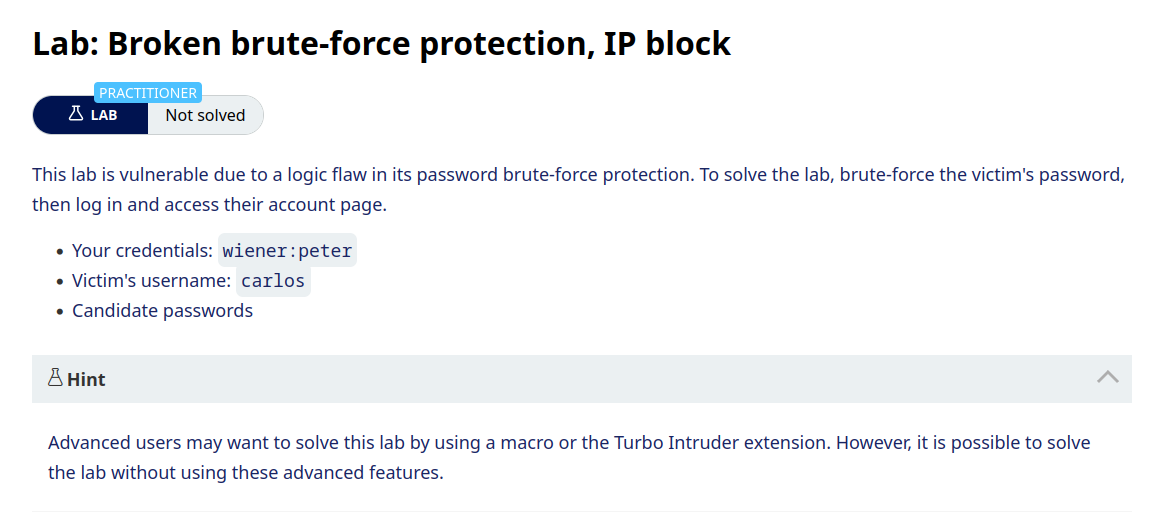 Lab: Broken brute-force protection, IP block
PRACTITIONER
LAB Not solved
This lab is vulnerable due to a logic flaw in its password brute-force protection. To solve the lab, brute-force the victim's password,
then log in and access their account page.
• Your credentials: wiener:peter
• Victim's username: carlos
• Candidate passwords
Hint
Advanced users may want to solve this lab by using a macro or the Turbo Intruder extension. However, it is possible to solve
the lab without using these advanced features.